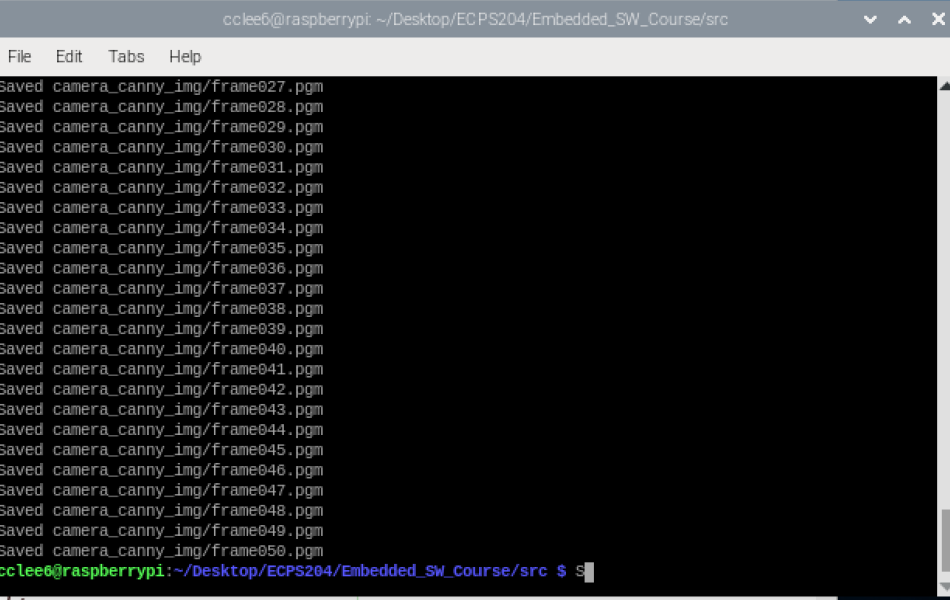 cclee6@raspberrypi: ~/Desktop/ECPS204/Embedded_SW_Course/src
File Edit Tabs Help
Saved camera_canny_img/frame027.pgm
Saved camera_canny_img/frame028.pgm
Saved camera_canny_img/frame029.pgm
Saved camera_canny_img/frame030.pgm
Saved camera_canny_img/frame031.pgm
Saved camera_canny_img/frame032.pgm
Saved camera_canny_img/frame033.pgm
Saved camera_canny_img/frame034.pgm
Saved camera_canny_img/frame035.pgm
Saved camera_canny_img/frame036.pgm
Saved camera_canny_img/frame037.pgm
Saved camera_canny_img/frame038.pgm
Saved camera_canny_img/frame039.pgm
Saved camera_canny_img/frame040.pgm
Saved camera_canny_img/frame041.pgm
Saved camera_canny_img/frame042.pgm
Saved camera_canny_img/frame043.pgm
Saved camera_canny_img/frame044.pgm
Saved camera_canny_img/frame045.pgm
Saved camera_canny_img/frame046.pgm
Saved camera_canny_img/frame047.pgm
Saved camera_canny_img/frame048.pgm
Saved camera_canny_img/frame049.pgm
Saved camera_canny_img/frame050.pgm
cclee6@raspberrypi:~/Desktop/ECPS204/Embedded_SW_Course/src $ S